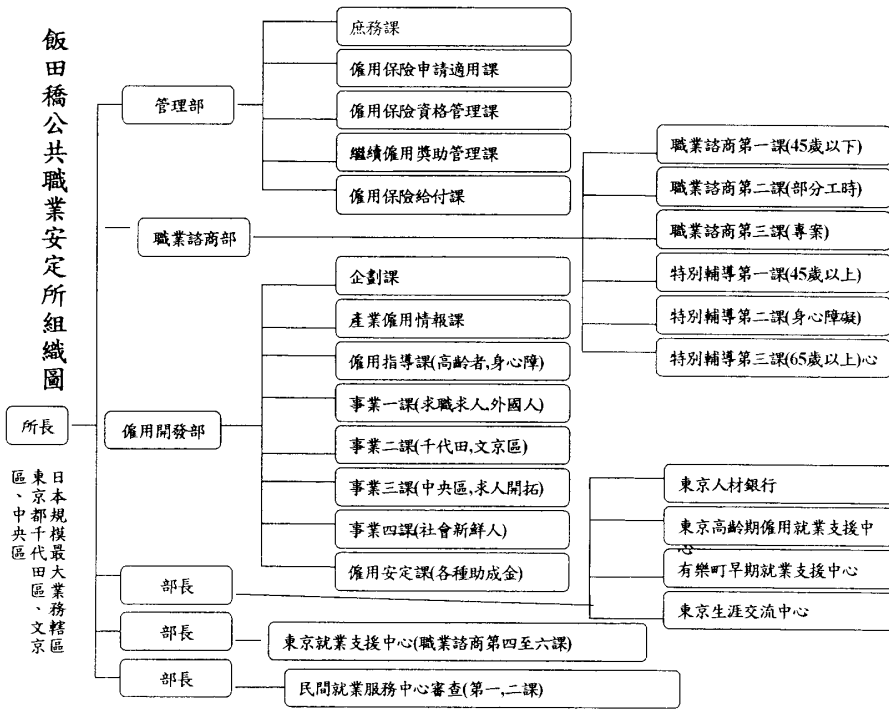 飯田橋公共職業安定所組織圖
所長
日本規模最大業務轄區
東京都千代田區、文京
區、中央區
管理部
庶務課
僱用保險申請適用課
僱用保險資格管理課
繼續僱用獎助管理課
僱用保險給付課
職業諮商部
職業諮商第一課(45歲以下)
職業諮商第二課(部分工時)
職業諮商第三課(專案)
特別輔導第一課(45歲以上)
特別輔導第二課(身心障礙)
特別輔導第三課(65歲以上)心
僱用開發部
企劃課
產業僱用情報課
僱用指導課(高齡者,身心障)
事業一課(求職求人,外國人)
事業二課(千代田,文京區)
事業三課(中央區,求人開拓)
事業四課(社會新鮮人)
僱用安定課(各種助成金)
部長
東京人材銀行
東京高齡期僱用就業支援中
心
有樂町早期就業支援中心
東京生涯交流中心
部長
東京就業支援中心(職業諮商第四至六課)
部長
民間就業服務中心審查(第一,二課)